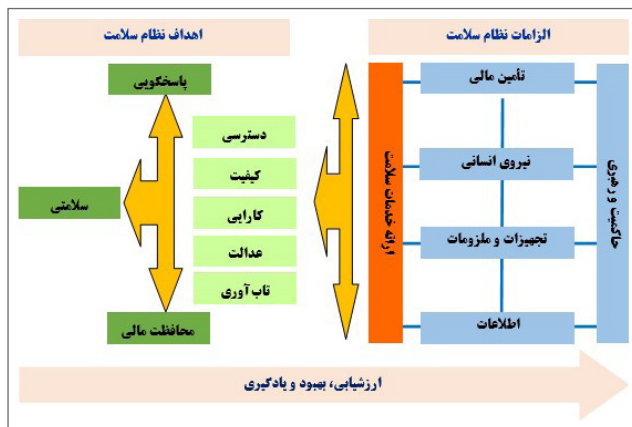 الزامات نظام سلامت
اهداف نظام سلامت
حاکمیت و رهبری
تأمین مالی
نیروی انسانی
تجهیزات و ملزومات
اطلاعات
ارائه خدمات سلامت
دسترسی
کیفیت
کارایی
عدالت
تاب‌آوری
پاسخگویی
سلامتی
محافظت مالی
ارزشیابی، بهبود و یادگیری